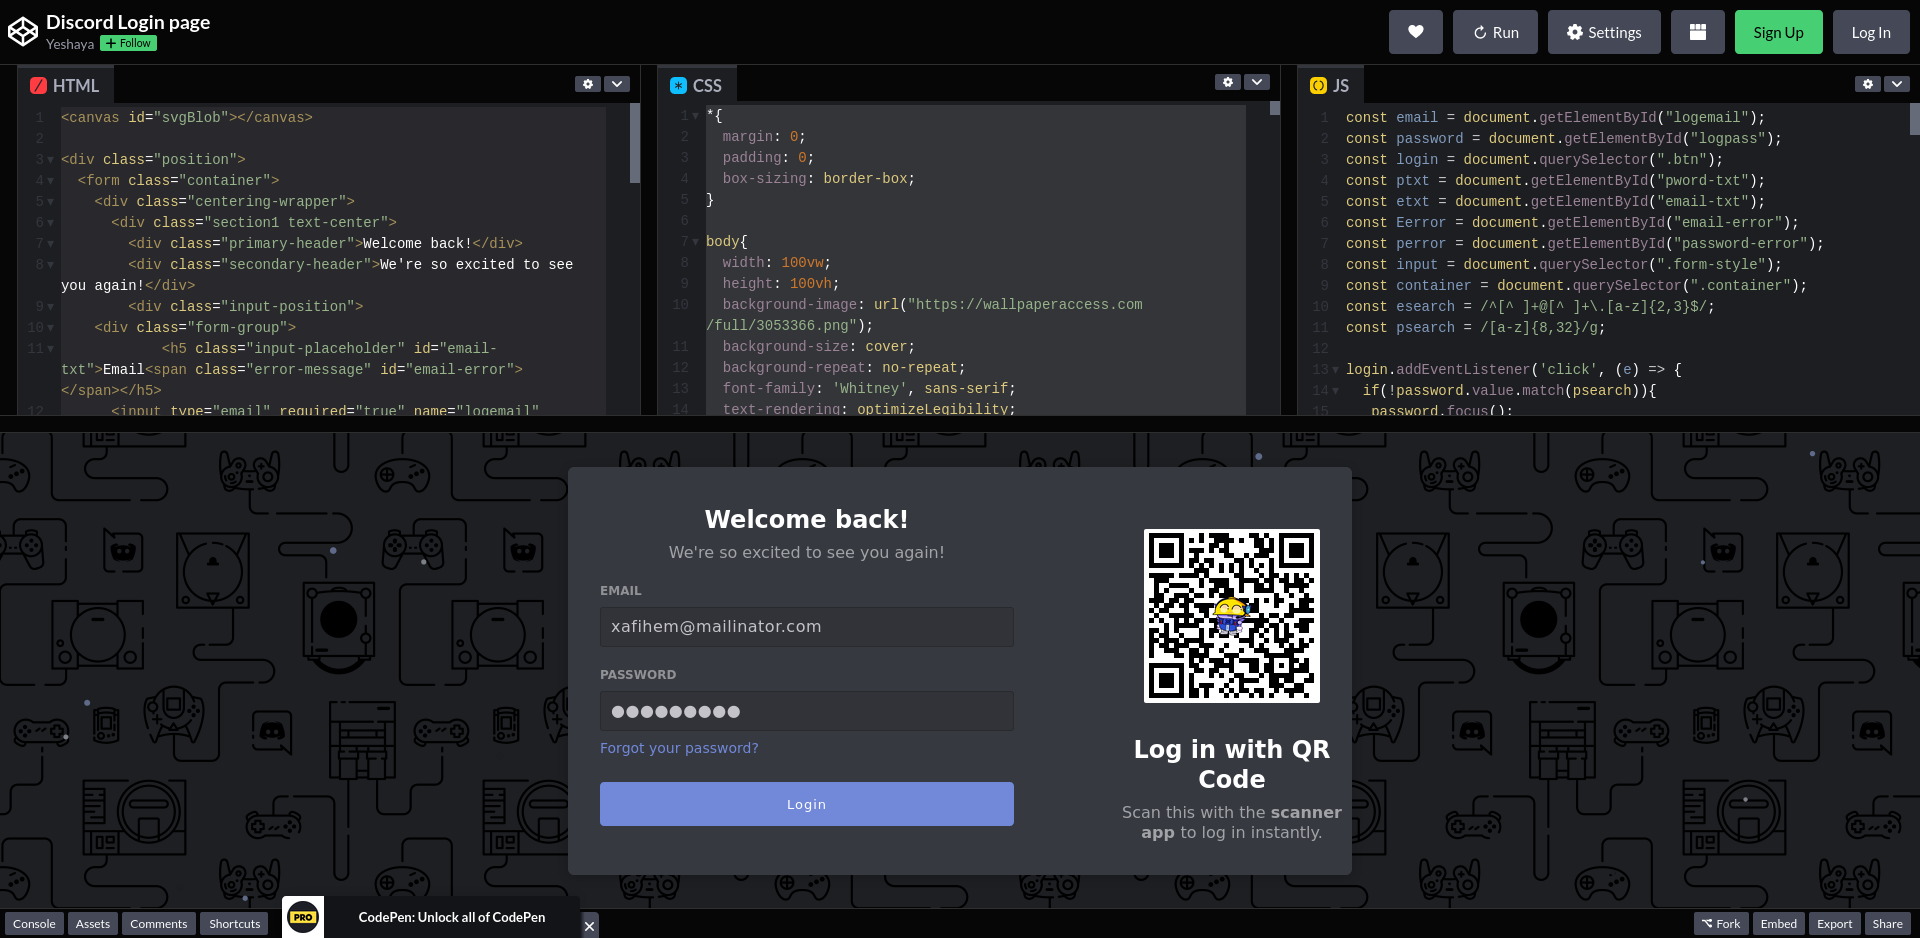 Discord Login page
Yeshaya
+ Follow
Run
Settings
Sign Up
Log In
HTML
1 <canvas id="svgBlob"></canvas>
2
3 <div class="position">
4 <form class="container">
5 <div class="centering-wrapper">
6 <div class="section1 text-center">
7 <div class="primary-header">Welcome back!</div>
8 <div class="secondary-header">We're so excited to see
you again!</div>
9 <div class="input-position">
10 <div class="form-group">
11 <h5 class="input-placeholder" id="email-
txt">Email<span class="error-message" id="email-error">
</span></h5>
12 <input type="email" required="true" name="logemail"
CSS
1 *{
2 margin: 0;
3 padding: 0;
4 box-sizing: border-box;
5 }
6
7 body{
8 width: 100vw;
9 height: 100vh;
10 background-image: url("https://wallpaperaccess.com
/full/3053366.png");
11 background-size: cover;
12 background-repeat: no-repeat;
13 font-family: 'Whitney', sans-serif;
14 text-rendering: optimizeLegibility;
JS
1 const email = document.getElementById("logemail");
2 const password = document.getElementById("logpass");
3 const login = document.querySelector(".btn");
4 const ptxt = document.getElementById("pword-txt");
5 const etxt = document.getElementById("email-txt");
6 const Eerror = document.getElementById("email-error");
7 const perror = document.getElementById("password-error");
8 const input = document.querySelector(".form-style");
9 const container = document.querySelector(".container");
10 const esearch = /^[^ ]+@[^ ]+\.[a-z]{2,3}$/;
11 const psearch = /[a-z]{8,32}/g;
12
13 login.addEventListener('click', (e) => {
14 if(!password.value.match(psearch)){
15 password.focus();
Welcome back!
We're so excited to see you again!
EMAIL
xafihem@mailinator.com
PASSWORD
●●●●●●●●●
Forgot your password?
Login
Log in with QR
Code
Scan this with the scanner
app to log in instantly.
Console
Assets
Comments
Shortcuts
PRO
CodePen: Unlock all of CodePen
Fork
Embed
Export
Share